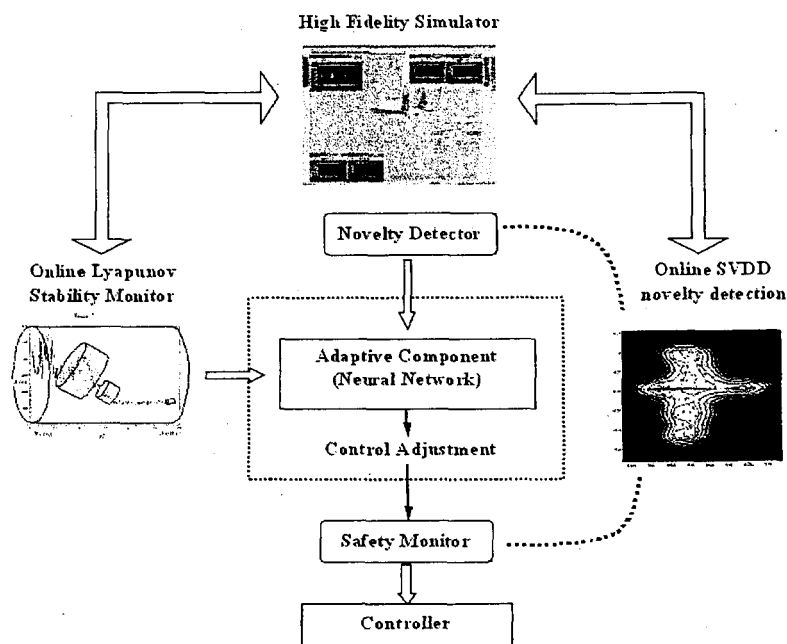 High Fidelity Simulator
Novelty Detector
Online Lyapunov
Stability Monitor
Online SVDD
novelty detection
Adaptive Component
(Neural Network)
Control Adjustment
Safety Monitor
Controller